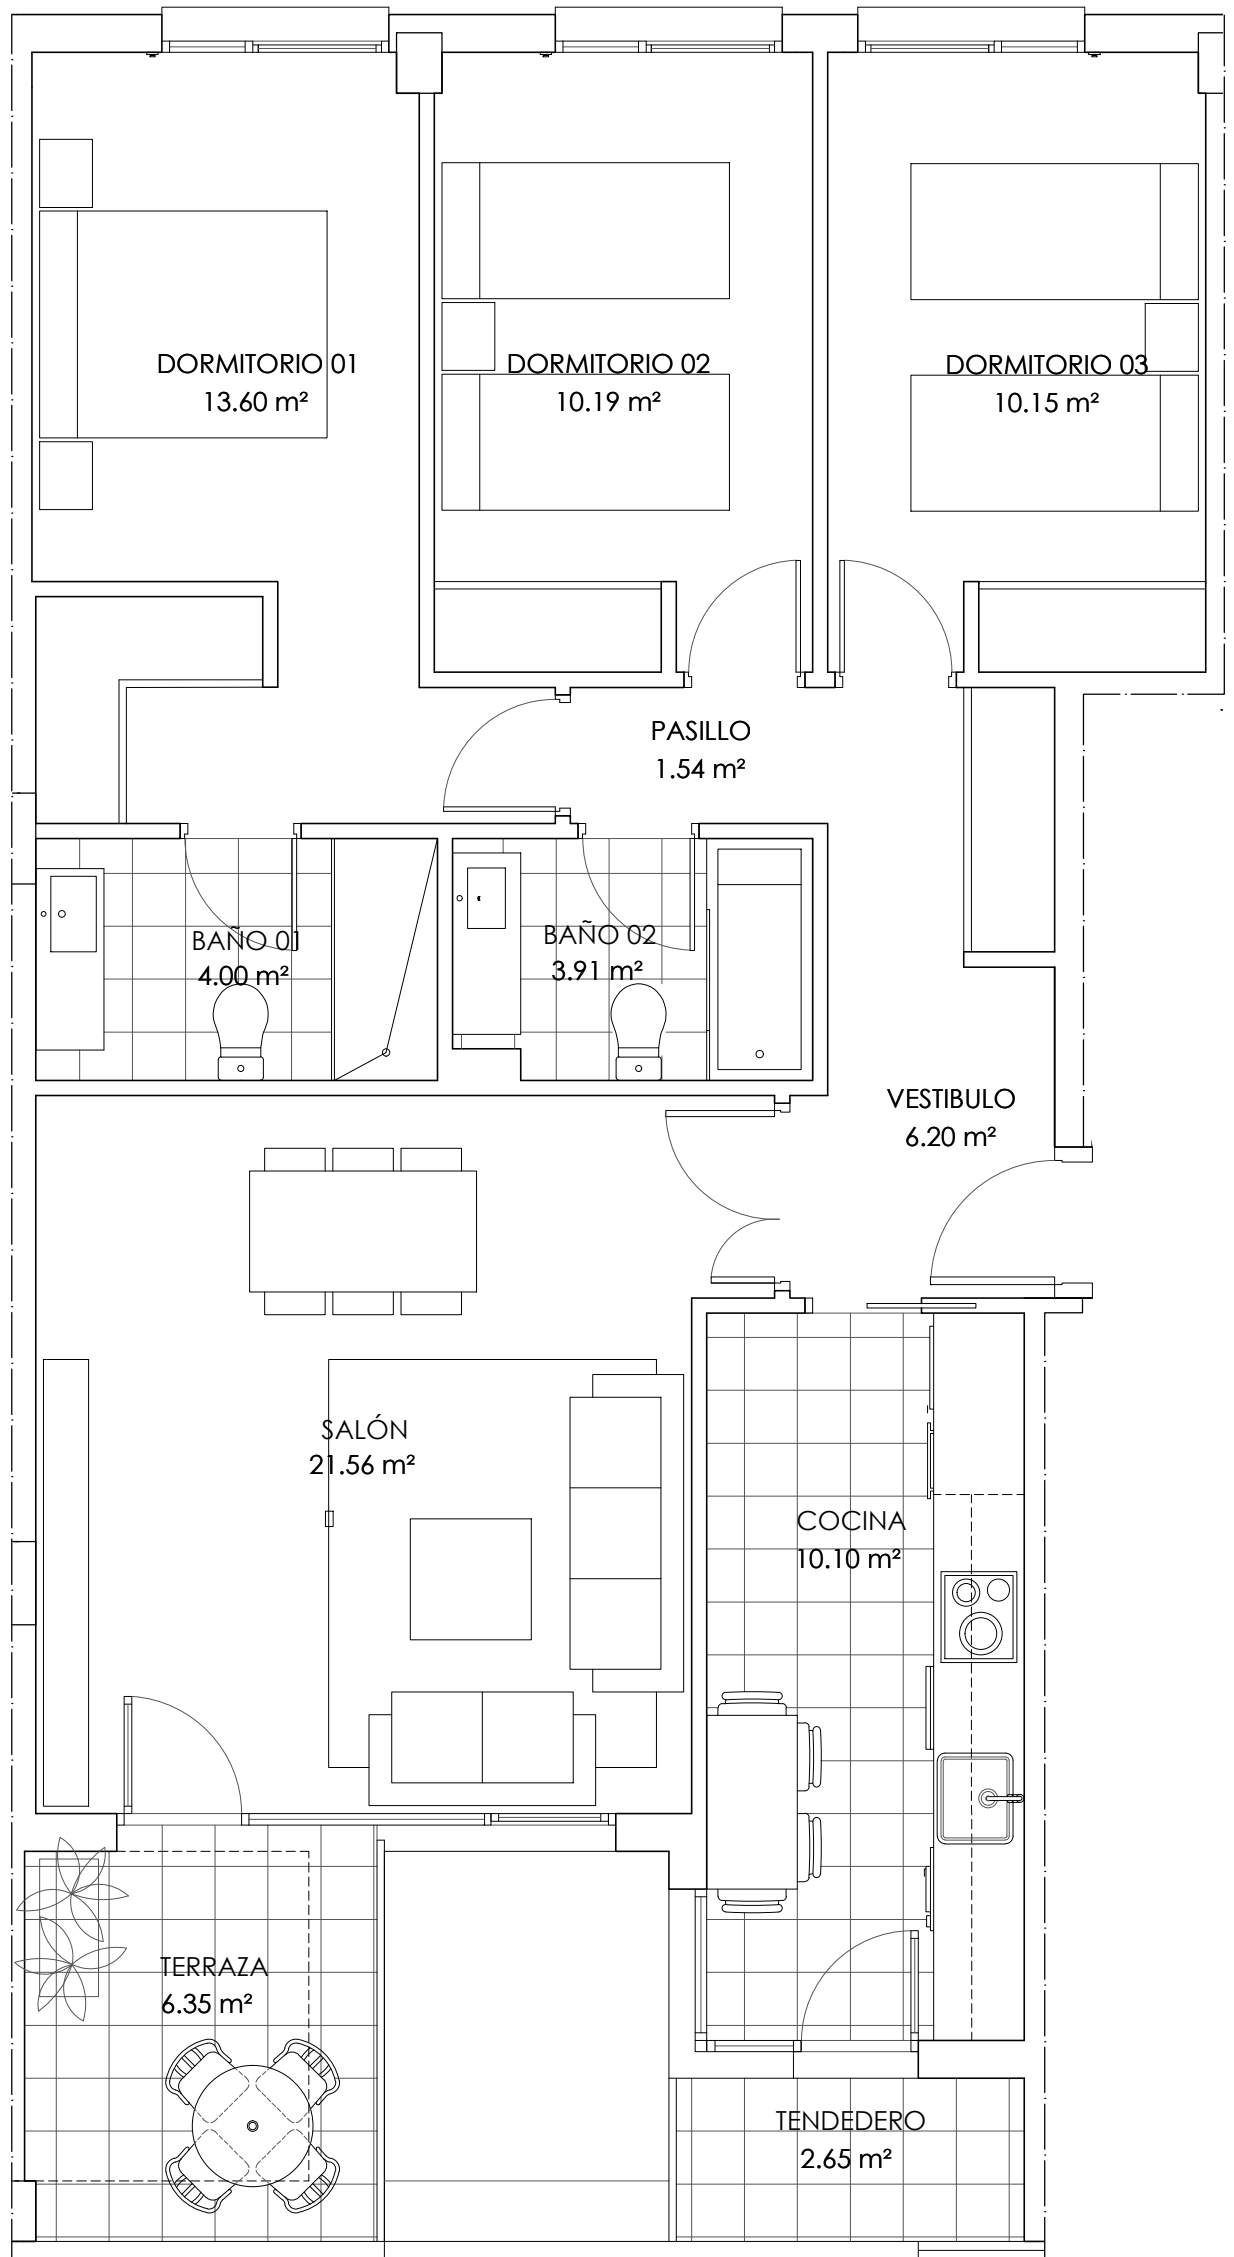 DORMITORIO 01
13.60 m²
DORMITORIO 02
10.19 m²
DORMITORIO 03
10.15 m²
PASILLO
1.54 m²
BAÑO 01
4.00 m²
BAÑO 02
3.91 m²
VESTIBULO
6.20 m²
SALÓN
21.56 m²
COCINA
10.10 m²
TERRAZA
6.35 m²
TENDEDERO
2.65 m²